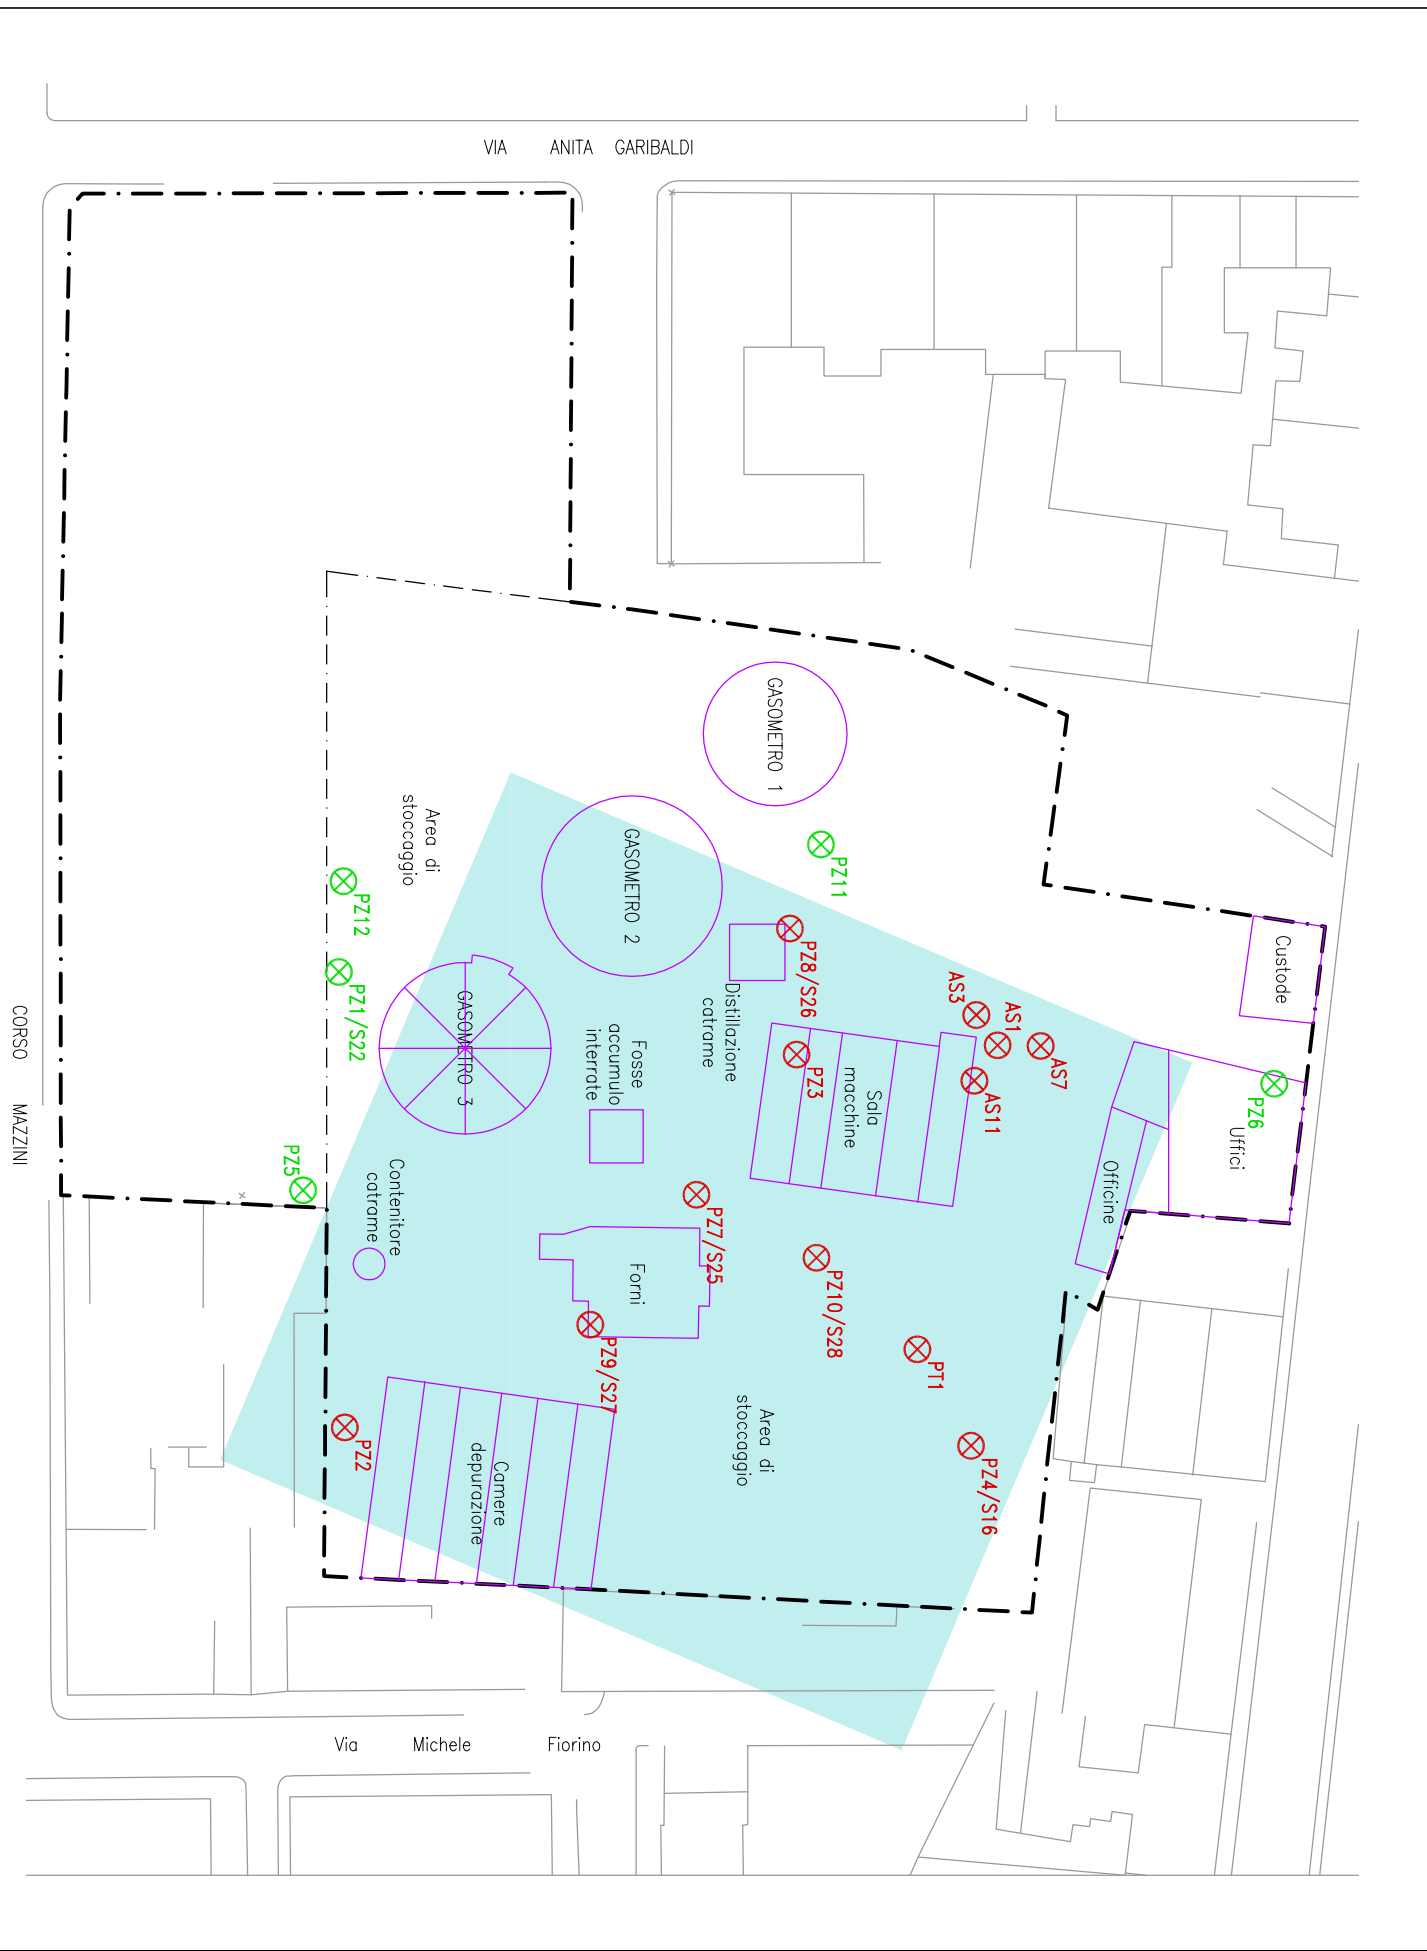 VIA ANITA GARIBALDI
GASOMETRO 1
Area di
stoccaggio
GASOMETRO 2
PZ11
PZ12
PZ8/S26
Custode
PZ1/S22
GASOMETRO 3
Distillazione
catrame
AS3
AS1
AS7
Fosse
accumulo
interrate
PZ3
Sala
macchine
AS11
PZ6
Uffici
CORSO MAZZINI
PZ5
Contenitore
catrame
PZ7/S25
Officine
Forni
PZ10/S28
PZ9/S27
PT1
PZ2
Camere
depurazione
Area di
stoccaggio
PZ4/S16
Via Michele Fiorino